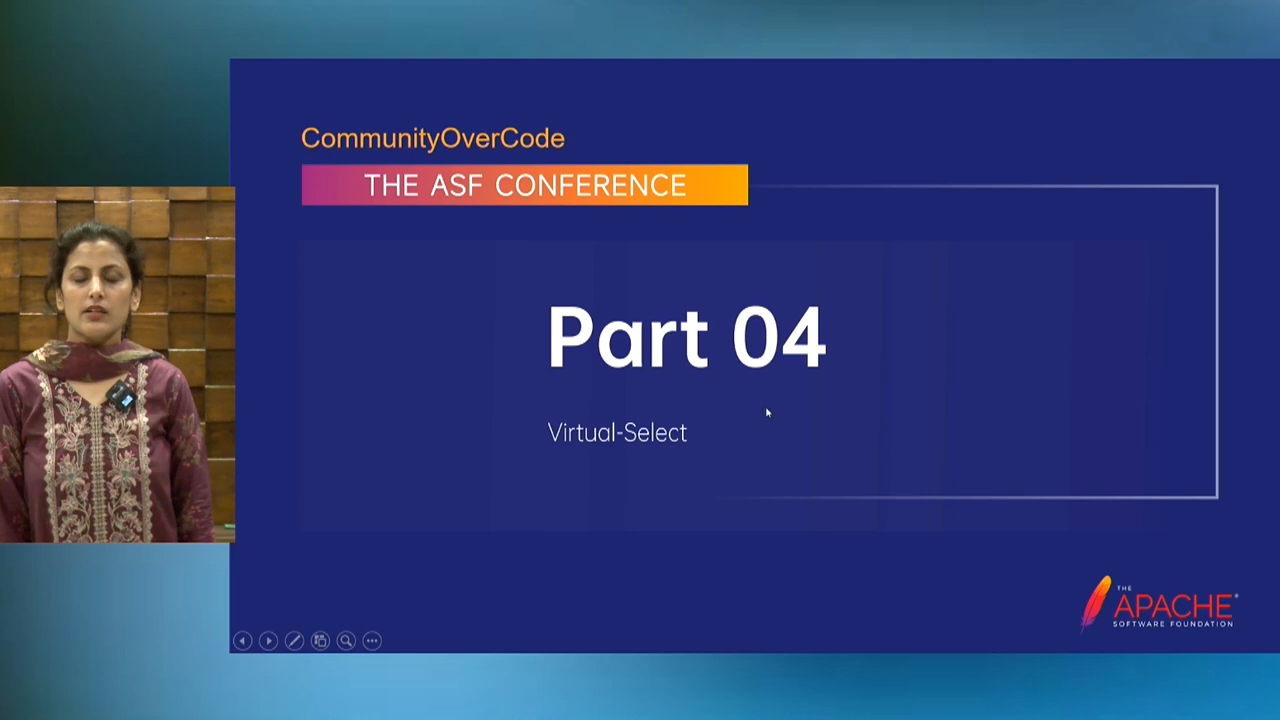 CommunityOverCode
THE ASF CONFERENCE
Part 04
Virtual-Select
THE
APACHE®
SOFTWARE FOUNDATION